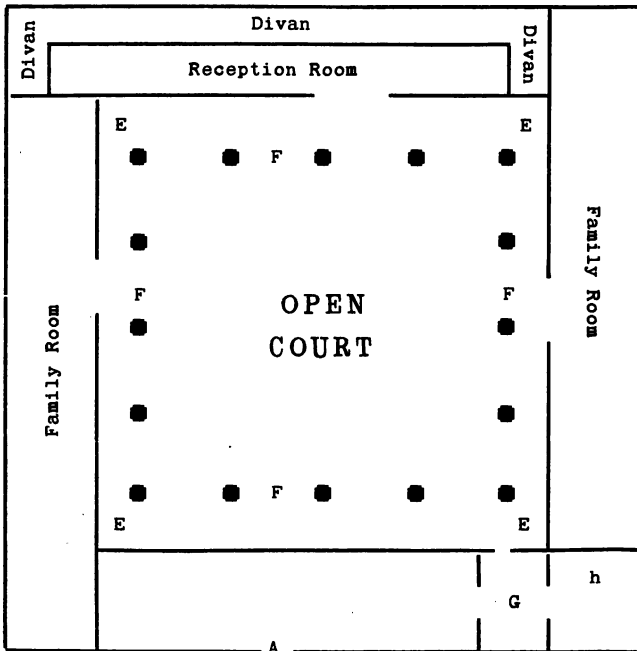 Divan
Divan
Divan
Reception Room
E
E
F
Family Room
F
F
OPEN
COURT
Family Room
F
E
E
h
G
A